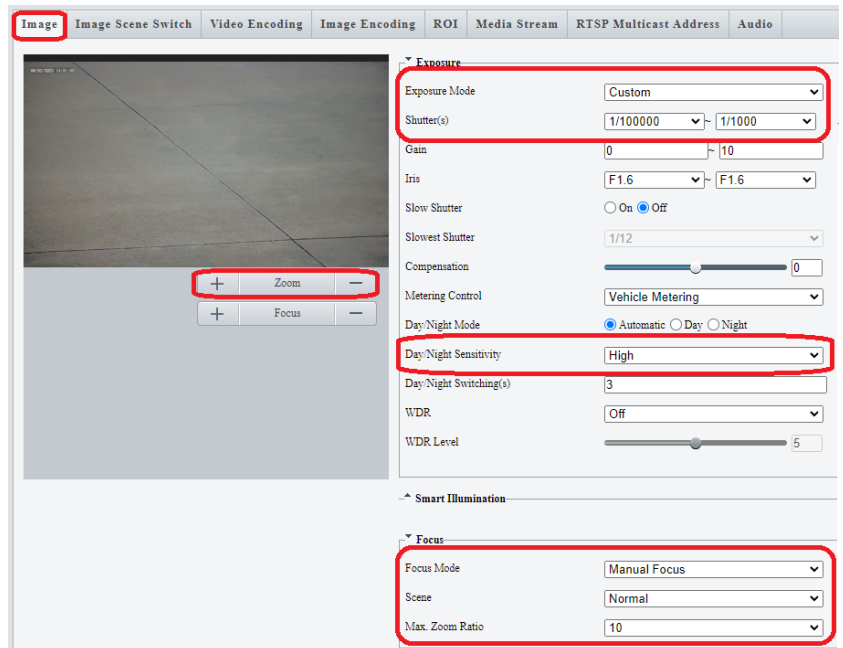 Image Image Scene Switch Video Encoding Image Encoding ROI Media Stream RTSP Multicast Address Audio
Exposure
Exposure Mode Custom
Shutter(s) 1/100000 ~ 1/1000
Gain 0 ~ 10
Iris F1.6 ~ F1.6
Slow Shutter On Off
Slowest Shutter 1/12
Compensation 0
+ Zoom −
Metering Control Vehicle Metering
+ Focus −
Day/Night Mode Automatic Day Night
Day/Night Sensitivity High
Day/Night Switching(s) 3
WDR Off
WDR Level 5
Smart Illumination
Focus
Focus Mode Manual Focus
Scene Normal
Max. Zoom Ratio 10